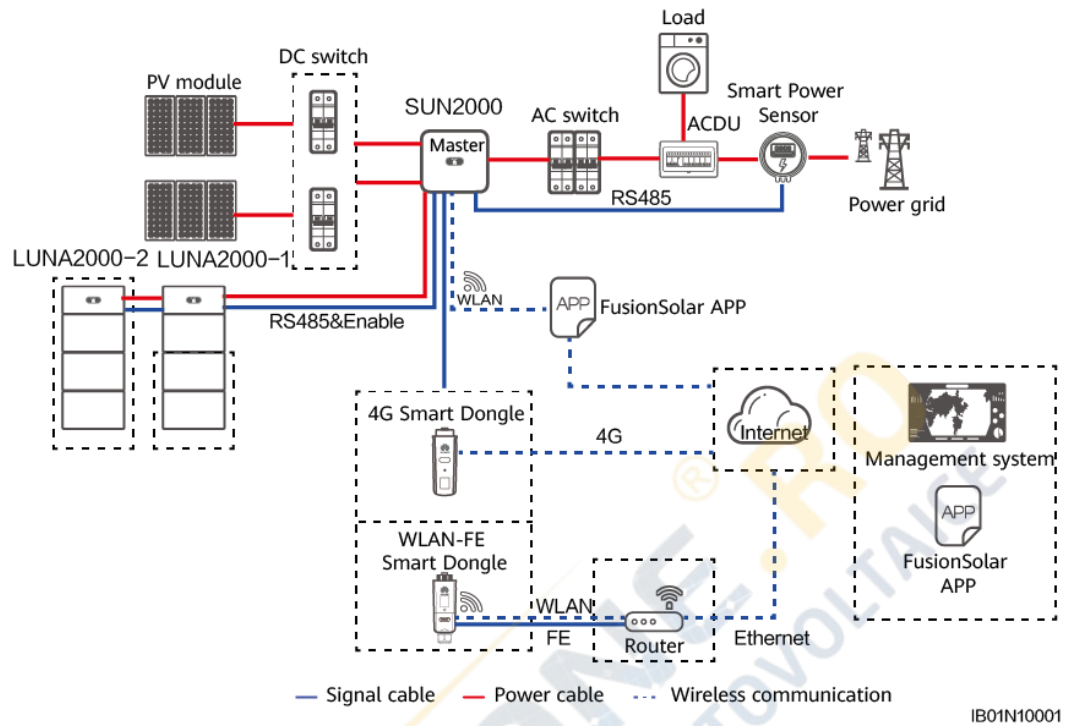 Load
DC switch
PV module
SUN2000
AC switch
Smart Power
Sensor
ACDU
Master
RS485
Power grid
LUNA2000-2
LUNA2000-1
WLAN
APP
FusionSolar APP
RS485&Enable
4G Smart Dongle
4G
Internet
Management system
WLAN-FE
Smart Dongle
APP
FusionSolar
APP
WLAN
FE
Router
Ethernet
Signal cable
Power cable
Wireless communication
IB01N10001